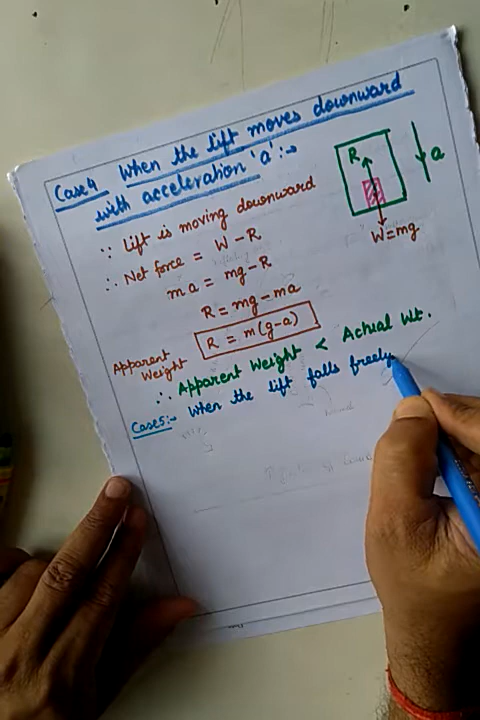 Case 4 When the lift moves downward
with acceleration 'a' :→
∵ Lift is moving downward
∴ Net force = W - R
ma = mg - R
R = mg - ma
Apparent Weight R = m(g-a)
∴ Apparent Weight < Actual Wt.
Case 5:- When the lift falls freely
R
a
W = mg